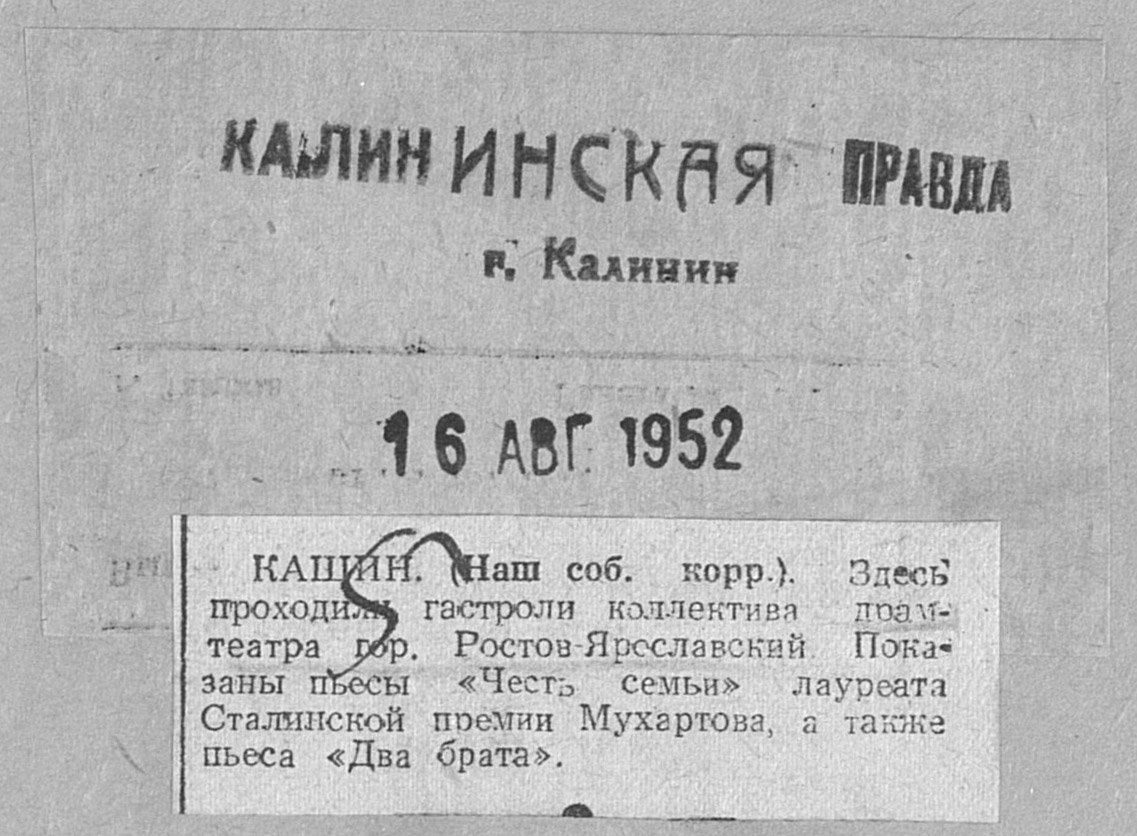 КАЛИНИНСКАЯ ПРАВДА
г. Калинин
16 АВГ. 1952
КАШИН. (Наш соб. корр.). Здесь
проходили гастроли коллектива драм-
театра гор. Ростов-Ярославский. Пока-
заны пьесы «Честь семьи» лауреата
Сталинской премии Мухартова, а также
пьеса «Два брата».